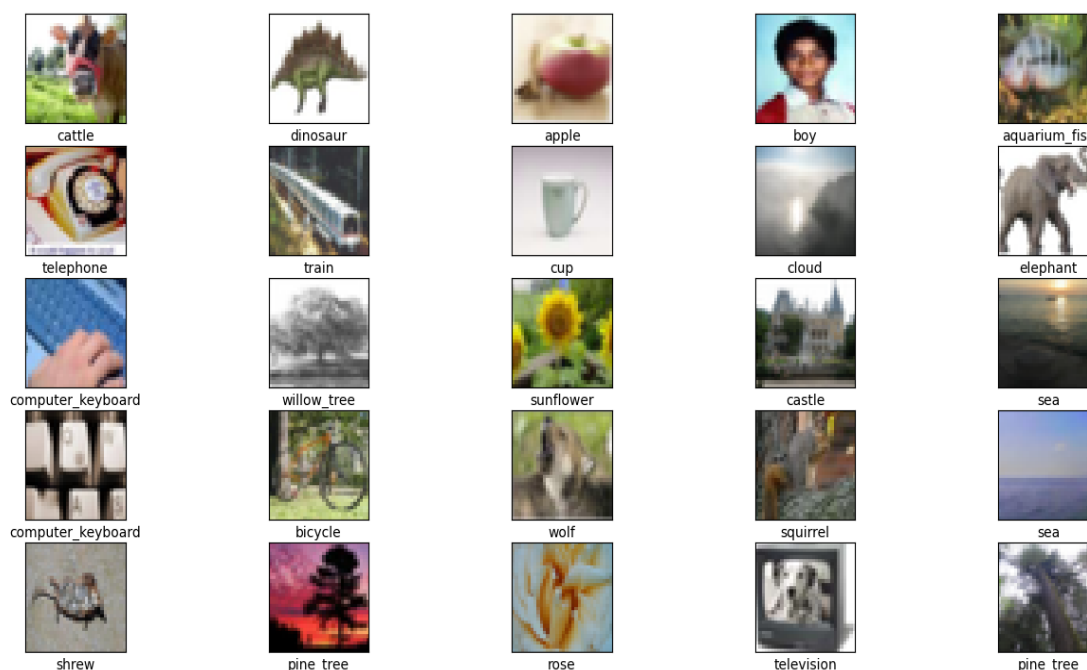 cattle dinosaur apple boy aquarium_fis
telephone train cup cloud elephant
computer_keyboard willow_tree sunflower castle sea
computer_keyboard bicycle wolf squirrel sea
shrew pine_tree rose television pine_tree